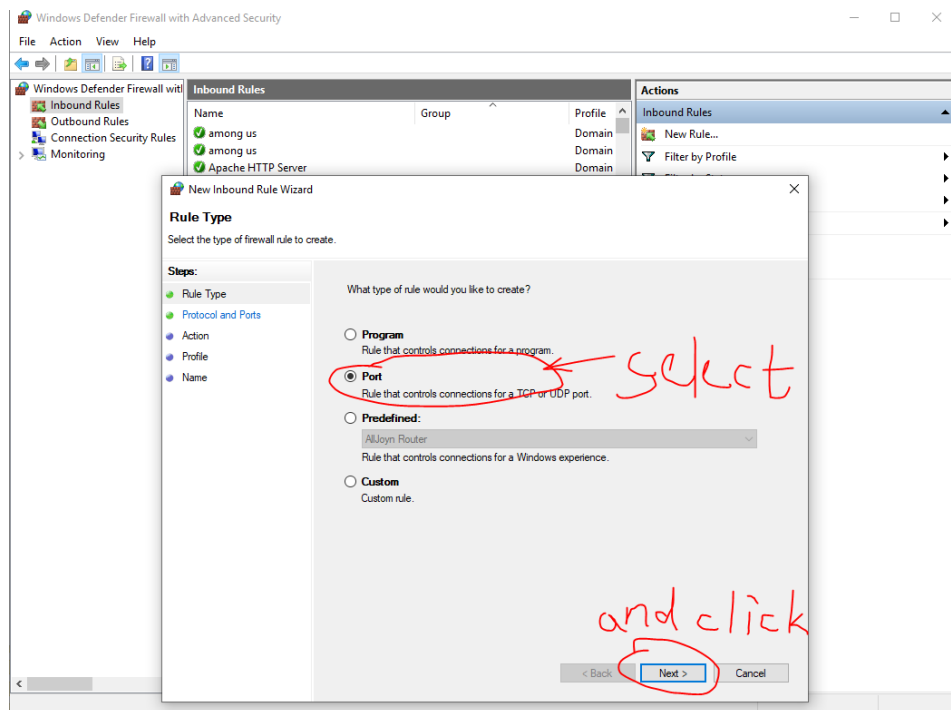 Windows Defender Firewall with Advanced Security
File Action View Help
Windows Defender Firewall witl
Inbound Rules
Outbound Rules
Connection Security Rules
Monitoring
Inbound Rules
Name Group Profile
among us Domain
among us Domain
Apache HTTP Server Domain
Actions
Inbound Rules
New Rule...
Filter by Profile
New Inbound Rule Wizard
Rule Type
Select the type of firewall rule to create.
Steps:
Rule Type
Protocol and Ports
Action
Profile
Name
What type of rule would you like to create?
Program
Rule that controls connections for a program.
Port
Rule that controls connections for a TCP or UDP port.
select
Predefined:
AllJoyn Router
Rule that controls connections for a Windows experience.
Custom
Custom rule.
and click
< Back Next > Cancel